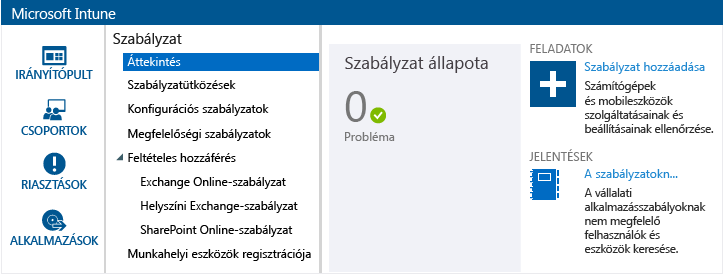 Microsoft Intune
IRÁNYÍTÓPULT
CSOPORTOK
RIASZTÁSOK
ALKALMAZÁSOK
Szabályzat
Áttekintés
Szabályzatütközések
Konfigurációs szabályzatok
Megfelelőségi szabályzatok
Feltételes hozzáférés
Exchange Online-szabályzat
Helyszíni Exchange-szabályzat
SharePoint Online-szabályzat
Munkahelyi eszközök regisztrációja
Szabályzat állapota
0
Probléma
FELADATOK
Szabályzat hozzáadása
Számítógépek
és mobileszközök
szolgáltatásainak és
beállításainak ellenőrzése.
JELENTÉSEK
A szabályzatokn...
A vállalati
alkalmazásszabályoknak
nem megfelelő
felhasználók és
eszközök keresése.